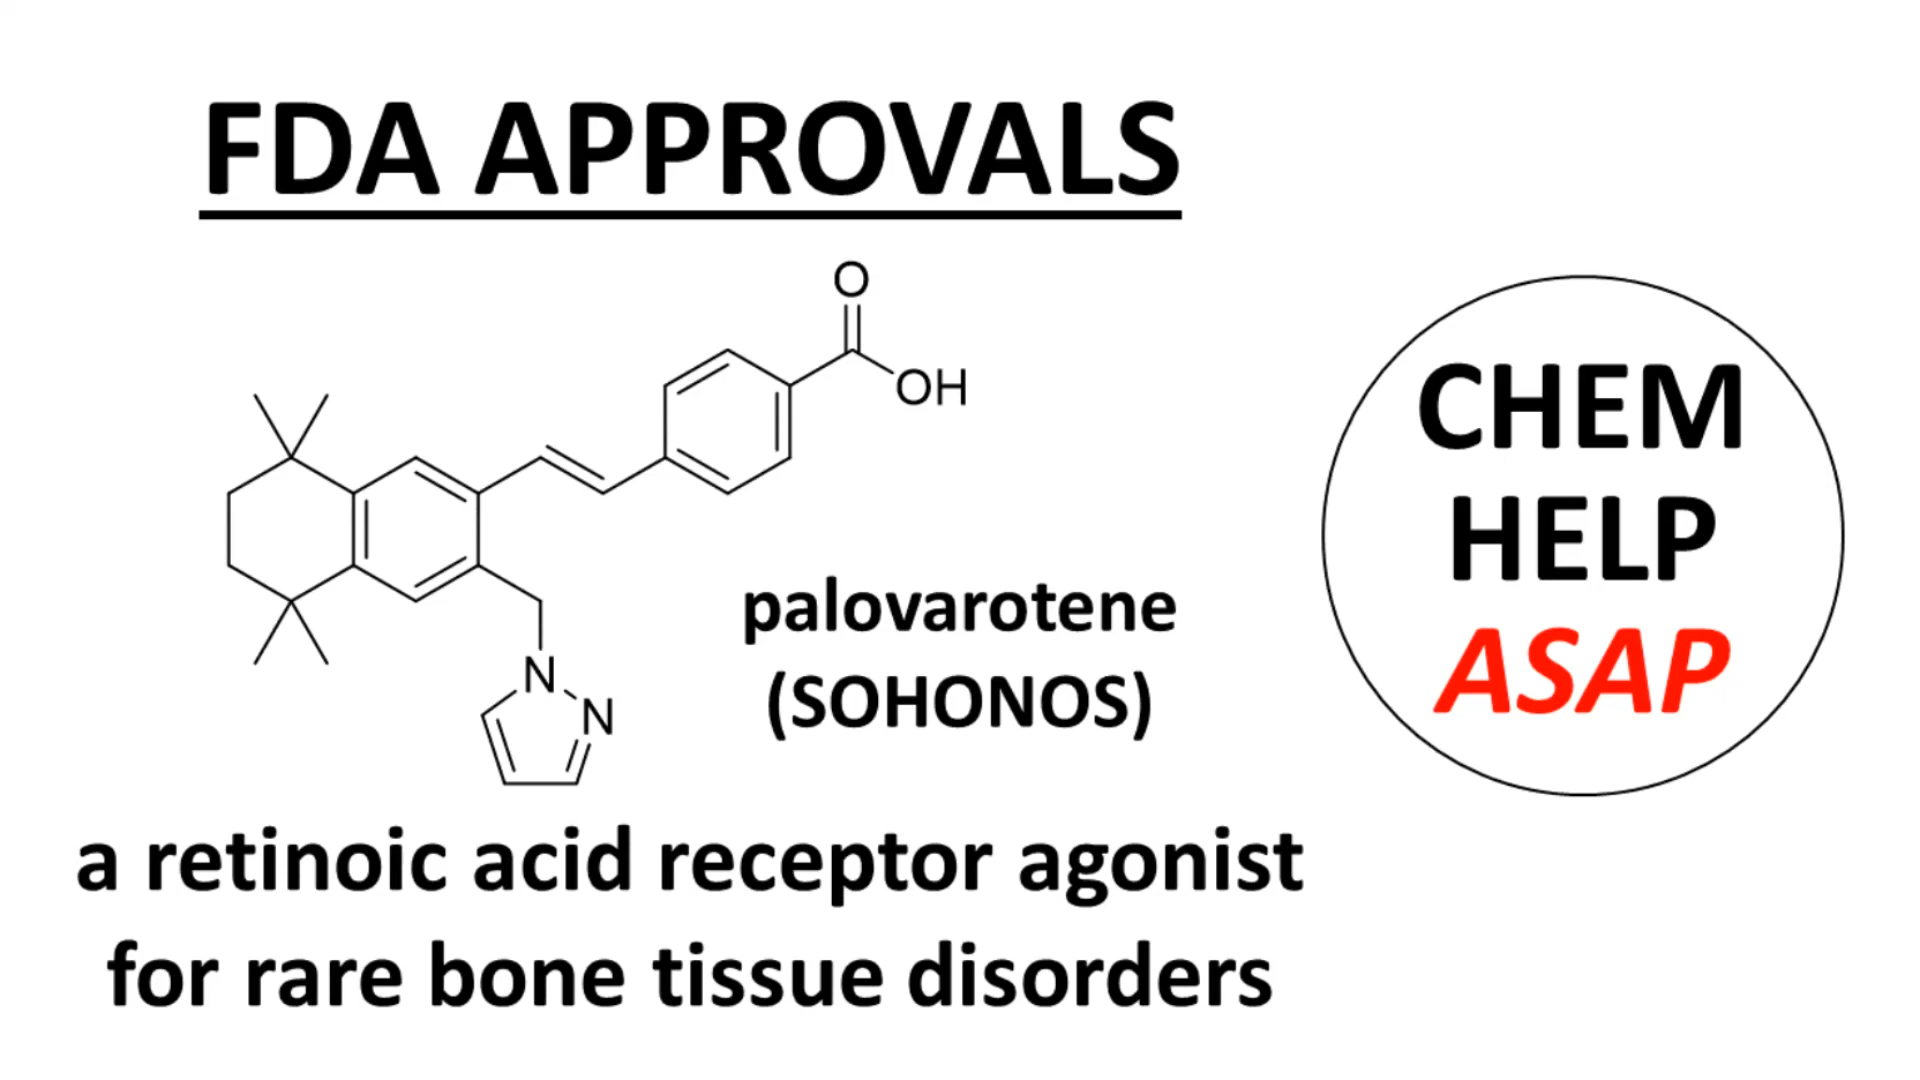 FDA APPROVALS
O
OH
N
N
palovarotene
(SOHONOS)
a retinoic acid receptor agonist
for rare bone tissue disorders
CHEM
HELP
ASAP